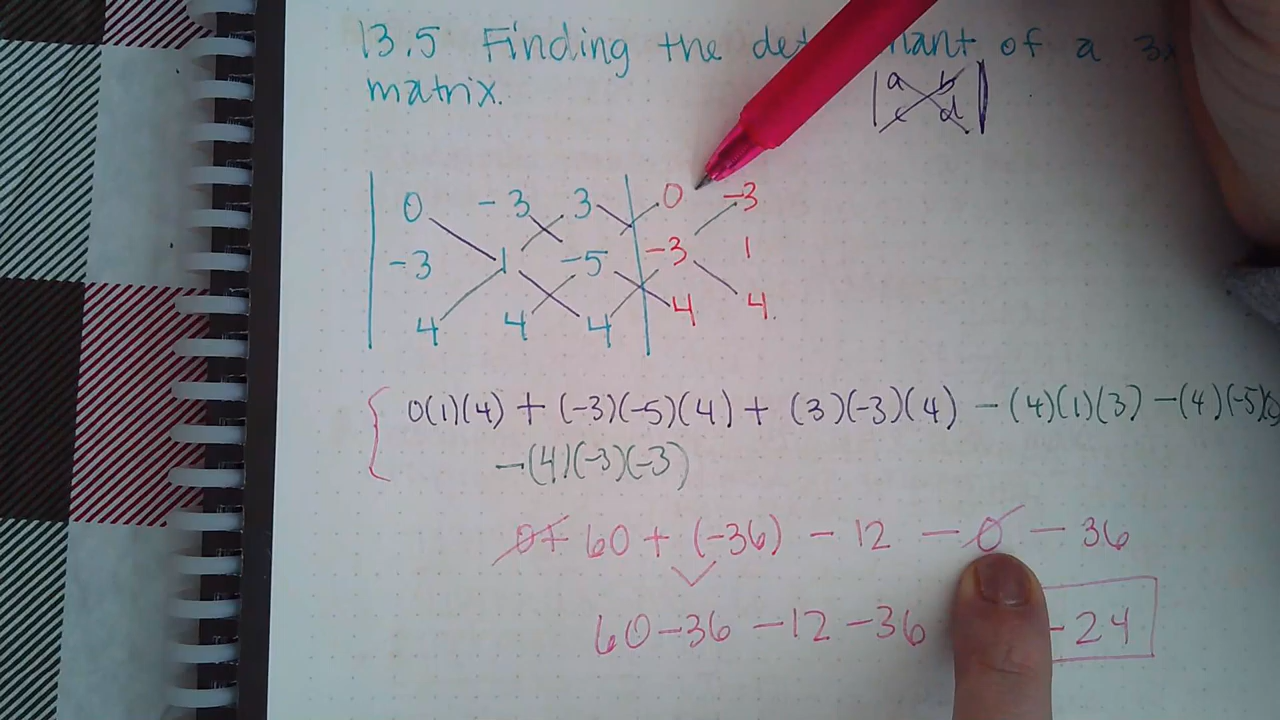 13.5 Finding the det nant of a 3x
matrix.
a b
c d
0 -3 3 0 -3
-3 1 -5 -3 1
4 4 4 4 4
0(1)(4) + (-3)(-5)(4) + (3)(-3)(4) - (4)(1)(3) - (4)(-5)(0
-(4)(-3)(-3)
0+ 60 + (-36) - 12 - 0 - 36
60-36 -12 -36 -24